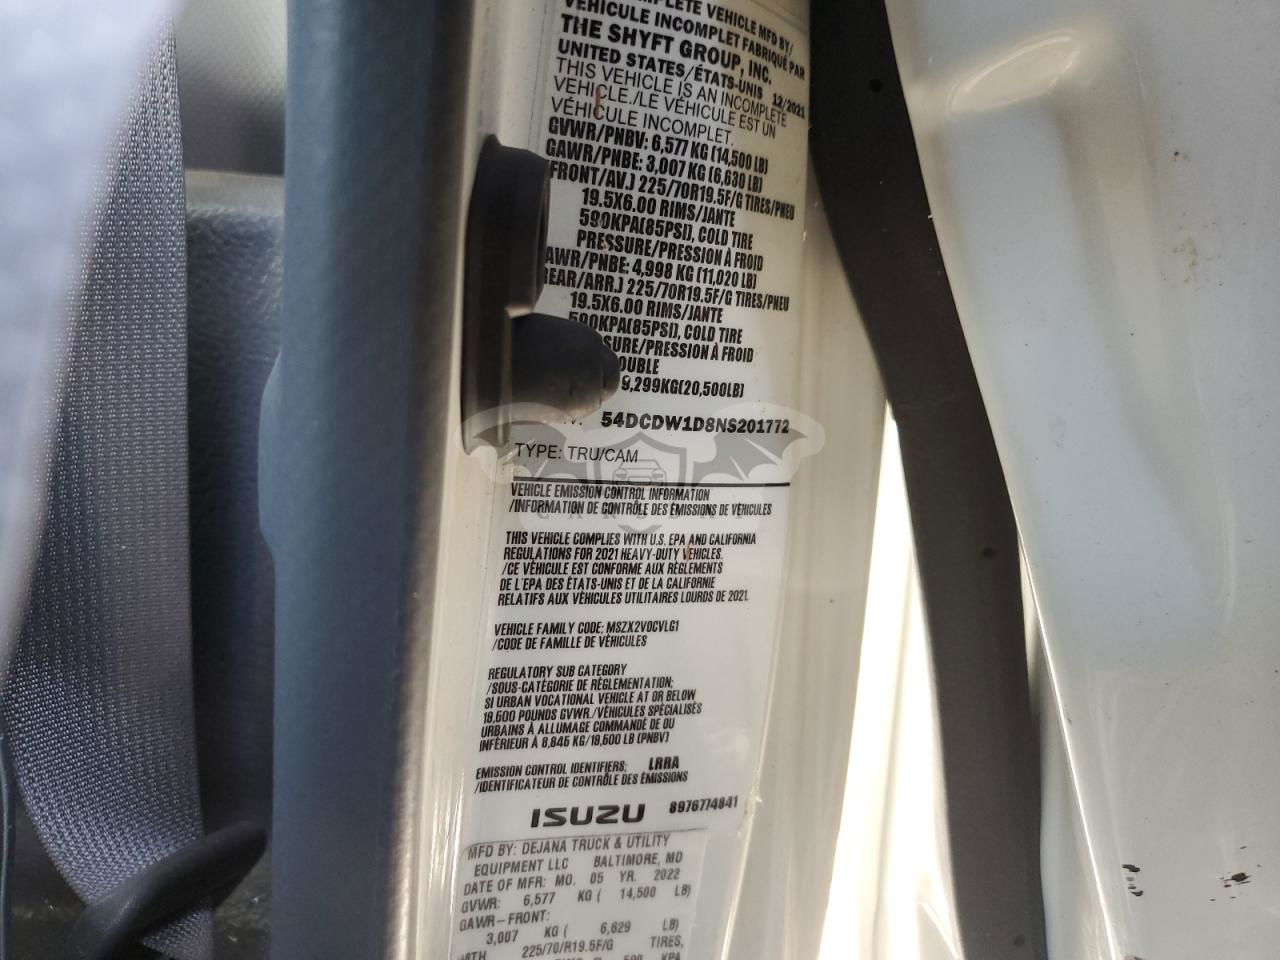 MPLETE VEHICLE MFD BY/
VEHICULE INCOMPLET FABRIQUÉ PAR
THE SHYFT GROUP, INC.
UNITED STATES/ÉTATS-UNIS 12/2021
THIS VEHICLE IS AN INCOMPLETE
VEHICLE./LE VÉHICULE EST UN
VÉHICULE INCOMPLET.
GVWR/PNBV: 6,577 KG (14,500 LB)
GAWR/PNBE: 3,007 KG (6,630 LB)
FRONT/AV.) 225/70R19.5F/G TIRES/PNEU
19.5X6.00 RIMS/JANTE
590KPA(85PSI), COLD TIRE
PRESSURE/PRESSION À FROID
AWR/PNBE: 4,998 KG (11,020 LB)
REAR/ARR.) 225/70R19.5F/G TIRES/PNEU
19.5X6.00 RIMS/JANTE
590KPA(85PSI), COLD TIRE
SURE/PRESSION À FROID
OUBLE
9,299KG(20,500LB)
54DCDW1D8NS201772
TYPE: TRU/CAM
VEHICLE EMISSION CONTROL INFORMATION
/INFORMATION DE CONTRÔLE DES ÉMISSIONS DE VÉHICULES
THIS VEHICLE COMPLIES WITH U.S. EPA AND CALIFORNIA
REGULATIONS FOR 2021 HEAVY-DUTY VEHICLES.
/CE VÉHICULE EST CONFORME AUX RÈGLEMENTS
DE L'EPA DES ÉTATS-UNIS ET DE LA CALIFORNIE
RELATIFS AUX VÉHICULES UTILITAIRES LOURDS DE 2021.
VEHICLE FAMILY CODE; MSZX2VOCVLG1
/CODE DE FAMILLE DE VÉHICULES
REGULATORY SUB CATEGORY
/SOUS-CATÉGORIE DE RÉGLEMENTATION;
SI URBAN VOCATIONAL VEHICLE AT OR BELOW
19,500 POUNDS GVWR./VÉHICULES SPÉCIALISÉS
URBAINS À ALLUMAGE COMMANDÉ DE OU
INFÉRIEUR À 8,845 KG/19,500 LB (PNBV)
EMISSION CONTROL IDENTIFIERS; LRRA
/IDENTIFICATEUR DE CONTRÔLE DES ÉMISSIONS
ISUZU 8976774841
MFD BY: DEJANA TRUCK & UTILITY
EQUIPMENT LLC BALTIMORE, MD
DATE OF MFR: MO. 05 YR. 2022
GVWR: 6,577 KG ( 14,500 LB)
GAWR-FRONT:
3,007 KG ( 6,629 LB)
WITH 225/70/R19.5F/G TIRES,
590 KPA